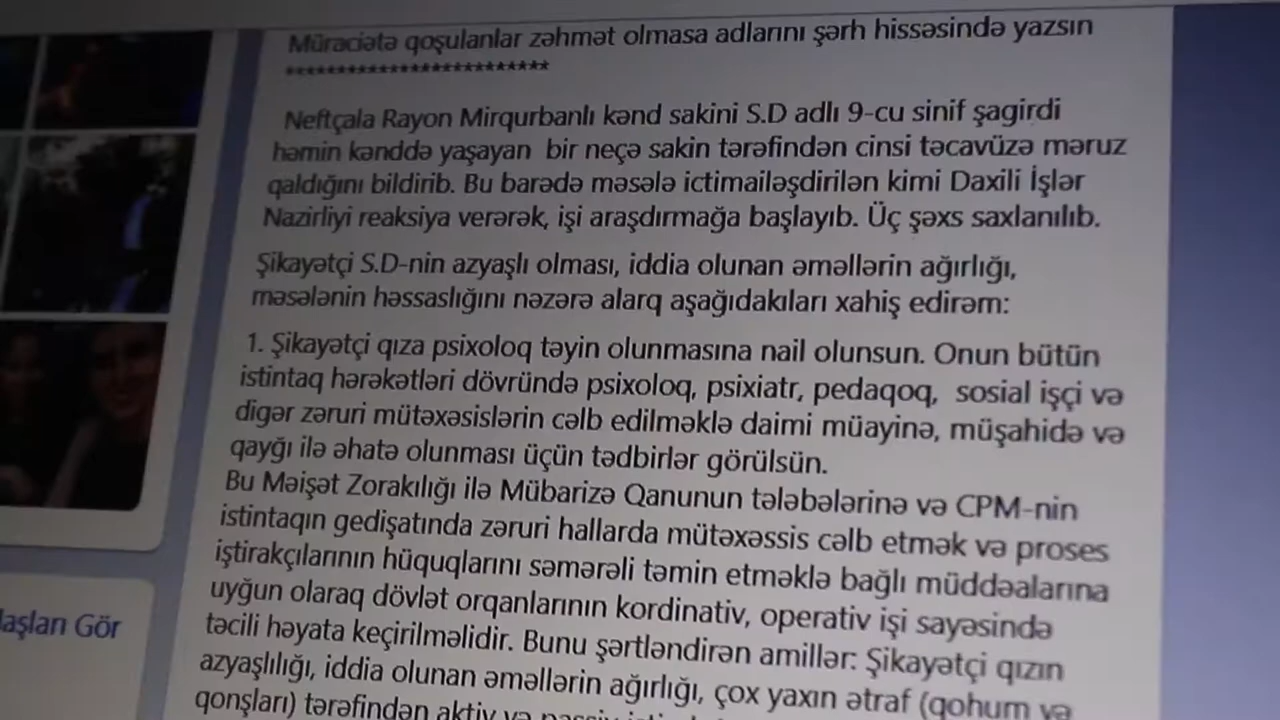 Müraciətə qoşulanlar zəhmət olmasa adlarını şərh hissəsində yazsın
*************************
Neftçala Rayon Mirqurbanlı kənd sakini S.D adlı 9-cu sinif şagirdi
həmin kənddə yaşayan bir neçə sakin tərəfindən cinsi təcavüzə məruz
qaldığını bildirib. Bu barədə məsələ ictimailəşdirilən kimi Daxili İşlər
Nazirliyi reaksiya verərək, işi araşdırmağa başlayıb. Üç şəxs saxlanılıb.
Şikayətçi S.D-nin azyaşlı olması, iddia olunan əməllərin ağırlığı,
məsələnin həssaslığını nəzərə alarq aşağıdakıları xahiş edirəm:
1. Şikayətçi qıza psixoloq təyin olunmasına nail olunsun. Onun bütün
istintaq hərəkətləri dövründə psixoloq, psixiatr, pedaqoq, sosial işçi və
digər zəruri mütəxəsislərin cəlb edilməklə daimi müayinə, müşahidə və
qayğı ilə əhatə olunması üçün tədbirlər görülsün.
Bu Məişət Zorakılığı ilə Mübarizə Qanunun tələbələrinə və CPM-nin
istintaqın gedişatında zəruri hallarda mütəxəssis cəlb etmək və proses
iştirakçılarının hüquqlarını səmərəli təmin etməklə bağlı müddəalarına
uyğun olaraq dövlət orqanlarının kordinativ, operativ işi sayəsində
təcili həyata keçirilməlidir. Bunu şərtləndirən amillər: Şikayətçi qızın
azyaşlılığı, iddia olunan əməllərin ağırlığı, çox yaxın ətraf (qohum və
qonşları) tərəfindən aktiv və
Gör